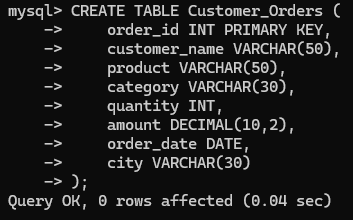 mysql> CREATE TABLE Customer_Orders (
    ->     order_id INT PRIMARY KEY,
    ->     customer_name VARCHAR(50),
    ->     product VARCHAR(50),
    ->     category VARCHAR(30),
    ->     quantity INT,
    ->     amount DECIMAL(10,2),
    ->     order_date DATE,
    ->     city VARCHAR(30)
    -> );
Query OK, 0 rows affected (0.04 sec)